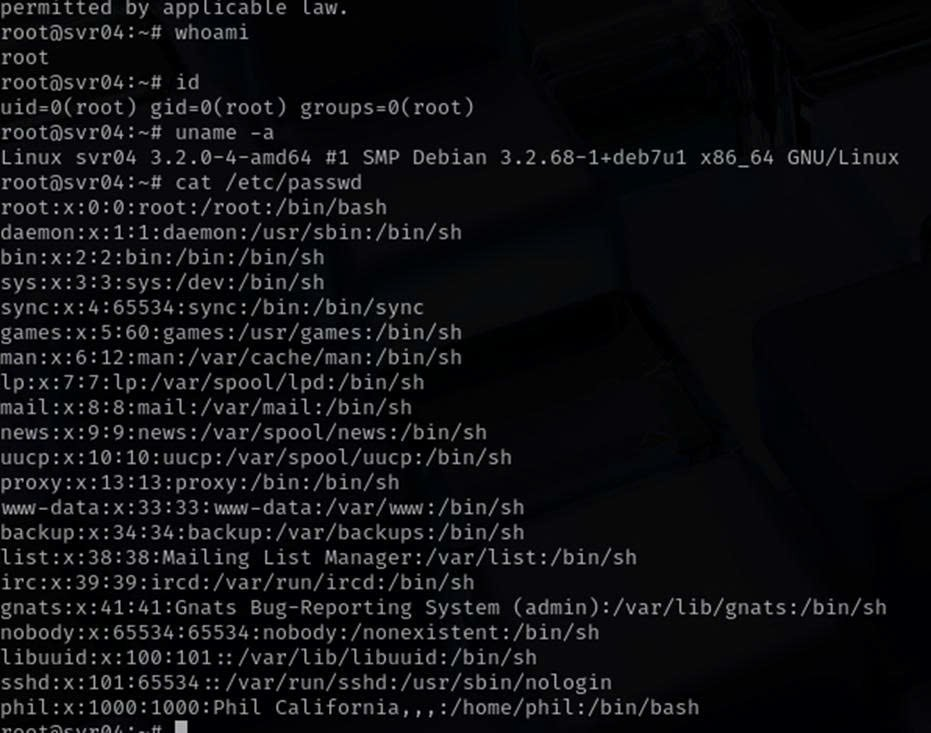 permitted by applicable law.
root@svr04:~# whoami
root
root@svr04:~# id
uid=0(root) gid=0(root) groups=0(root)
root@svr04:~# uname -a
Linux svr04 3.2.0-4-amd64 #1 SMP Debian 3.2.68-1+deb7u1 x86_64 GNU/Linux
root@svr04:~# cat /etc/passwd
root:x:0:0:root:/root:/bin/bash
daemon:x:1:1:daemon:/usr/sbin:/bin/sh
bin:x:2:2:bin:/bin:/bin/sh
sys:x:3:3:sys:/dev:/bin/sh
sync:x:4:65534:sync:/bin:/bin/sync
games:x:5:60:games:/usr/games:/bin/sh
man:x:6:12:man:/var/cache/man:/bin/sh
lp:x:7:7:lp:/var/spool/lpd:/bin/sh
mail:x:8:8:mail:/var/mail:/bin/sh
news:x:9:9:news:/var/spool/news:/bin/sh
uucp:x:10:10:uucp:/var/spool/uucp:/bin/sh
proxy:x:13:13:proxy:/bin:/bin/sh
www-data:x:33:33:www-data:/var/www:/bin/sh
backup:x:34:34:backup:/var/backups:/bin/sh
list:x:38:38:Mailing List Manager:/var/list:/bin/sh
irc:x:39:39:ircd:/var/run/ircd:/bin/sh
gnats:x:41:41:Gnats Bug-Reporting System (admin):/var/lib/gnats:/bin/sh
nobody:x:65534:65534:nobody:/nonexistent:/bin/sh
libuuid:x:100:101::/var/lib/libuuid:/bin/sh
sshd:x:101:65534::/var/run/sshd:/usr/sbin/nologin
phil:x:1000:1000:Phil California,,,:/home/phil:/bin/bash
root@svr04:~#